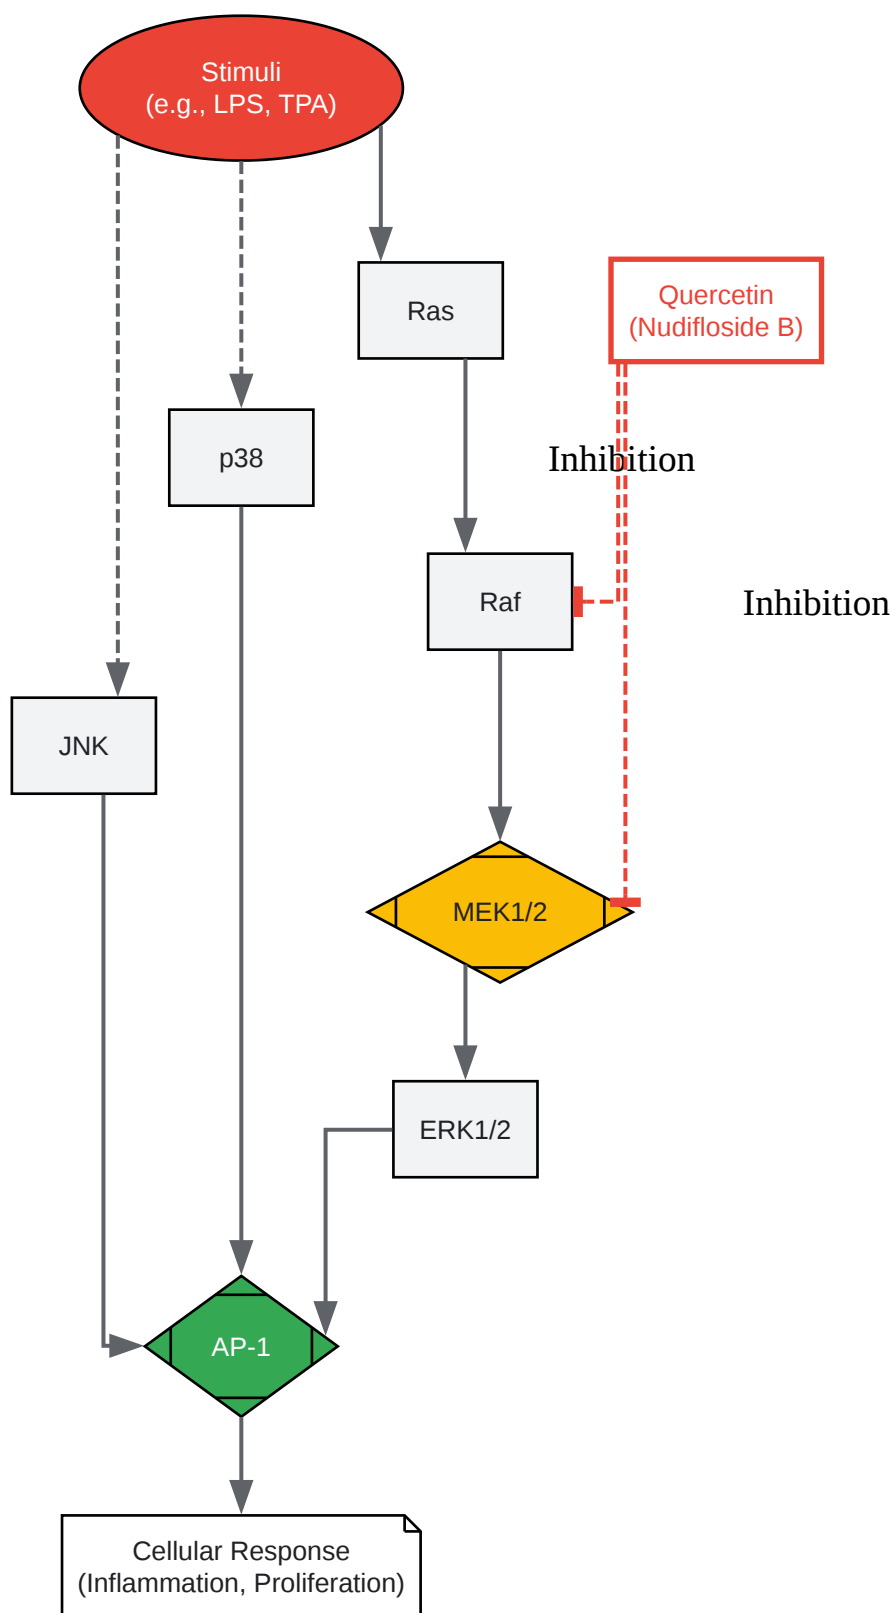 Stimuli
(e.g., LPS, TPA)
Quercetin
(Nudifloside B)
Ras
p38
Inhibition
Raf
Inhibition
JNK
MEK1/2
ERK1/2
AP-1
Cellular Response
(Inflammation, Proliferation)